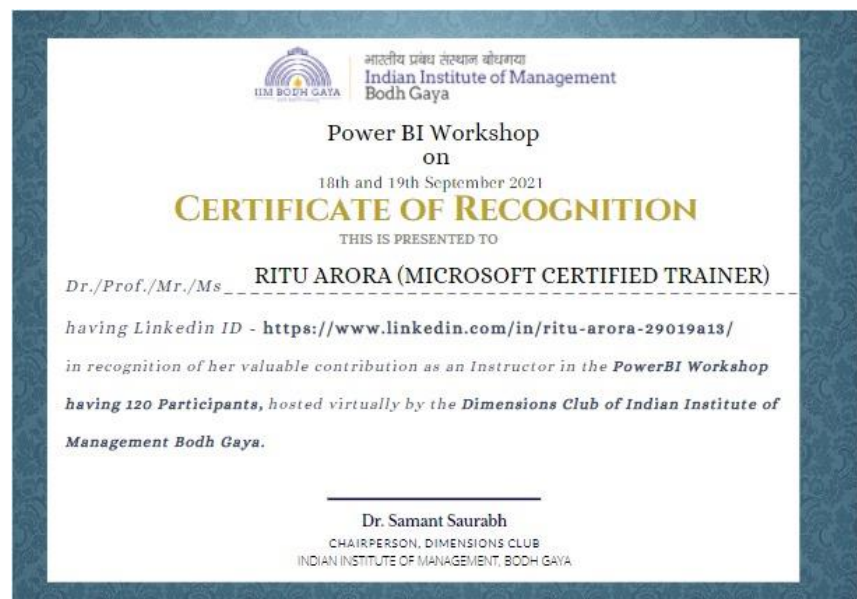 IIM BODH GAYA
भारतीय प्रबंध संस्थान बोधगया
Indian Institute of Management
Bodh Gaya
Power BI Workshop
on
18th and 19th September 2021
CERTIFICATE OF RECOGNITION
THIS IS PRESENTED TO
Dr./Prof./Mr./Ms RITU ARORA (MICROSOFT CERTIFIED TRAINER)
having Linkedin ID - https://www.linkedin.com/in/ritu-arora-29019a13/
in recognition of her valuable contribution as an Instructor in the PowerBI Workshop
having 120 Participants, hosted virtually by the Dimensions Club of Indian Institute of
Management Bodh Gaya.
Dr. Samant Saurabh
CHAIRPERSON, DIMENSIONS CLUB
INDIAN INSTITUTE OF MANAGEMENT, BODH GAYA